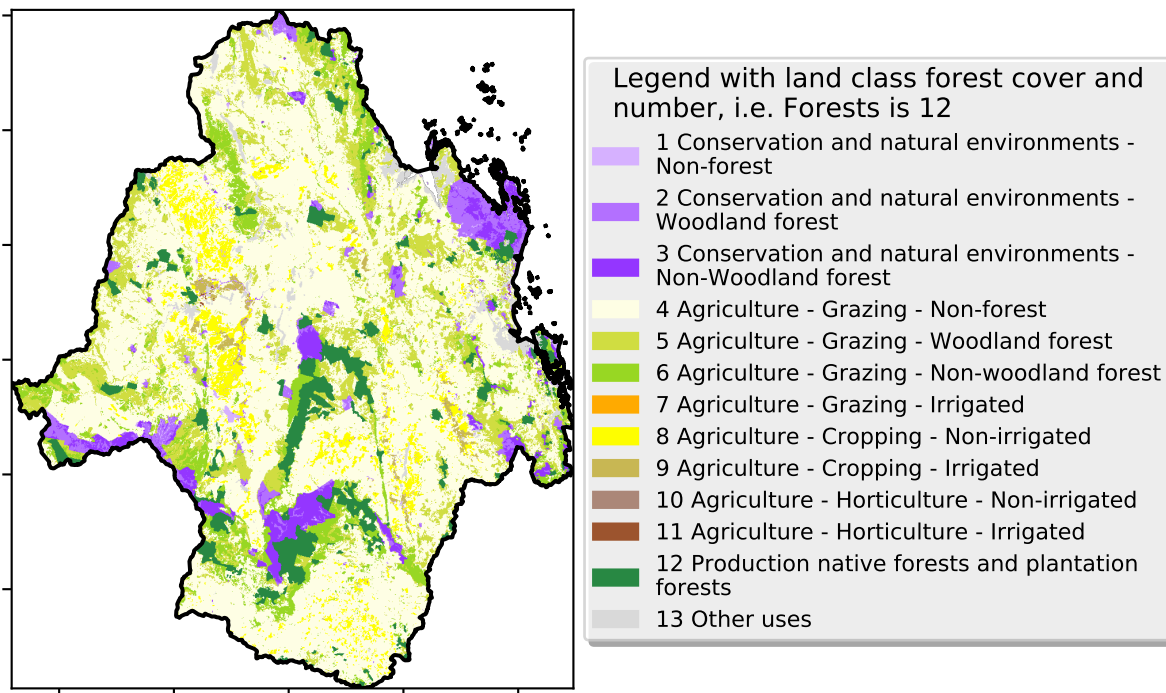 Legend with land class forest cover and
number, i.e. Forests is 12
1 Conservation and natural environments -
Non-forest
2 Conservation and natural environments -
Woodland forest
3 Conservation and natural environments -
Non-Woodland forest
4 Agriculture - Grazing - Non-forest
5 Agriculture - Grazing - Woodland forest
6 Agriculture - Grazing - Non-woodland forest
7 Agriculture - Grazing - Irrigated
8 Agriculture - Cropping - Non-irrigated
9 Agriculture - Cropping - Irrigated
10 Agriculture - Horticulture - Non-irrigated
11 Agriculture - Horticulture - Irrigated
12 Production native forests and plantation
forests
13 Other uses